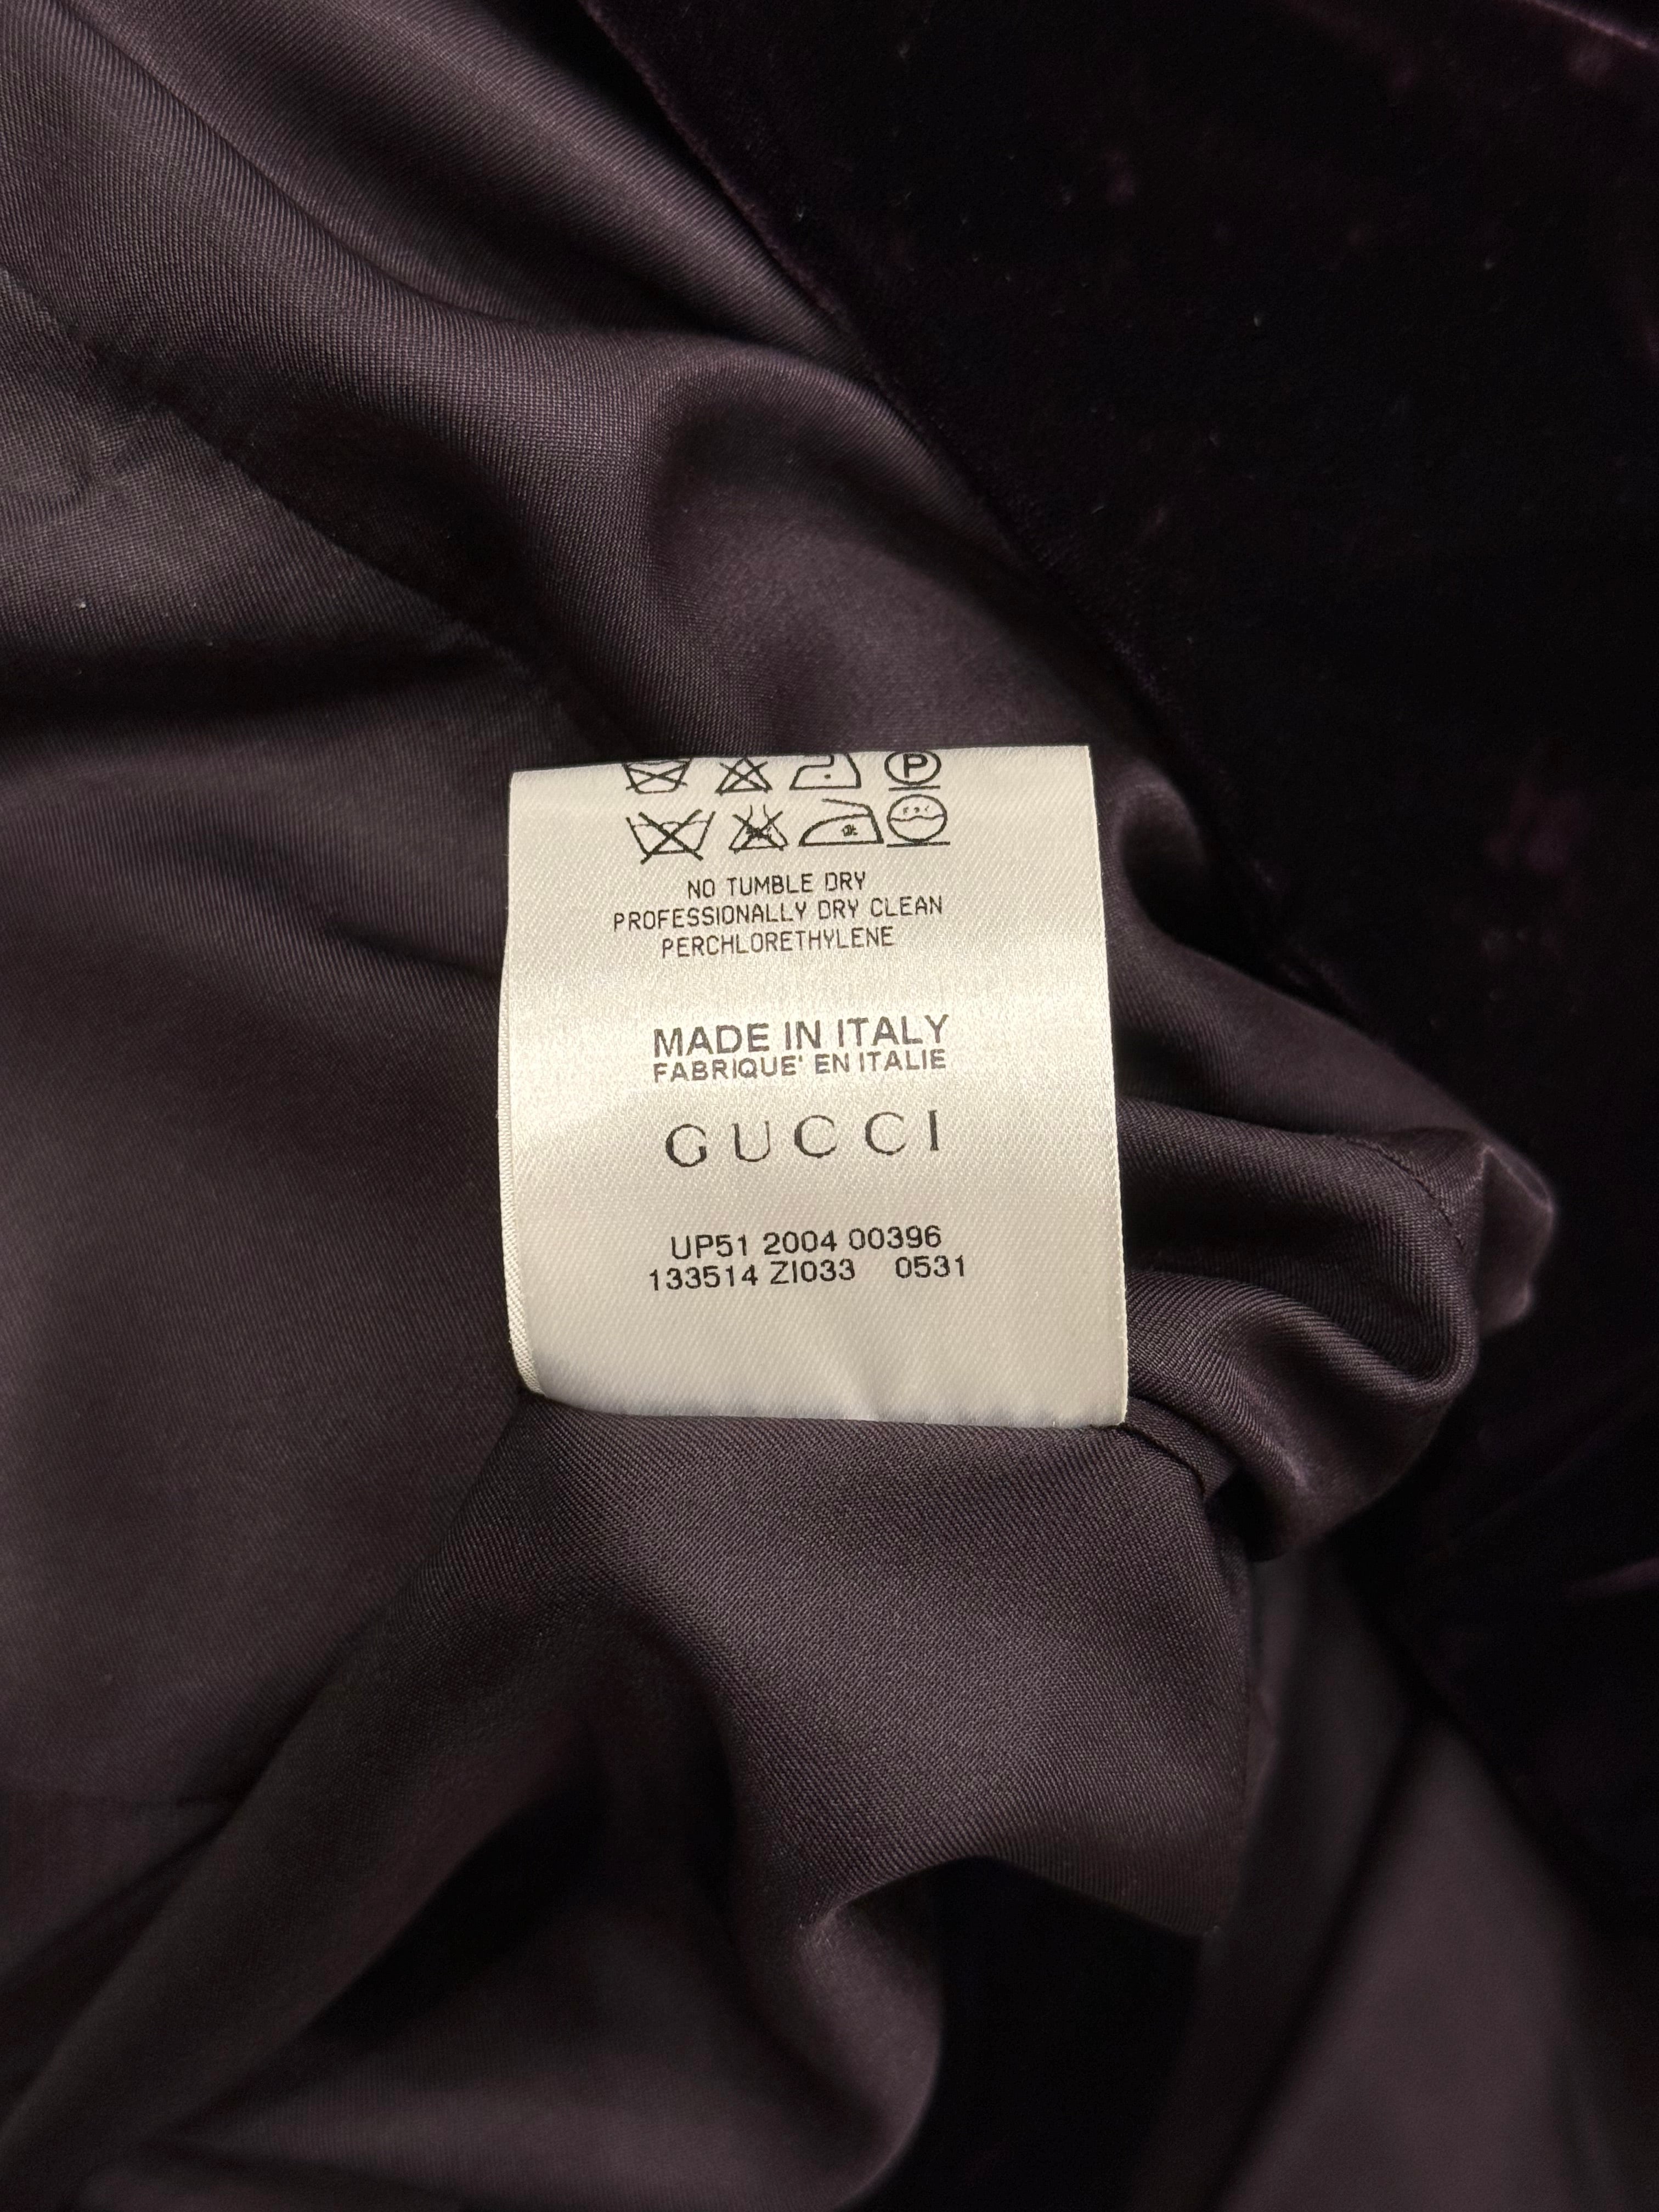 NO TUMBLE DRY
PROFESSIONALLY DRY CLEAN
PERCHLORETHYLENE
MADE IN ITALY
FABRIQUE' EN ITALIE
GUCCI
UP51 2004 00396
133514 ZI033 0531